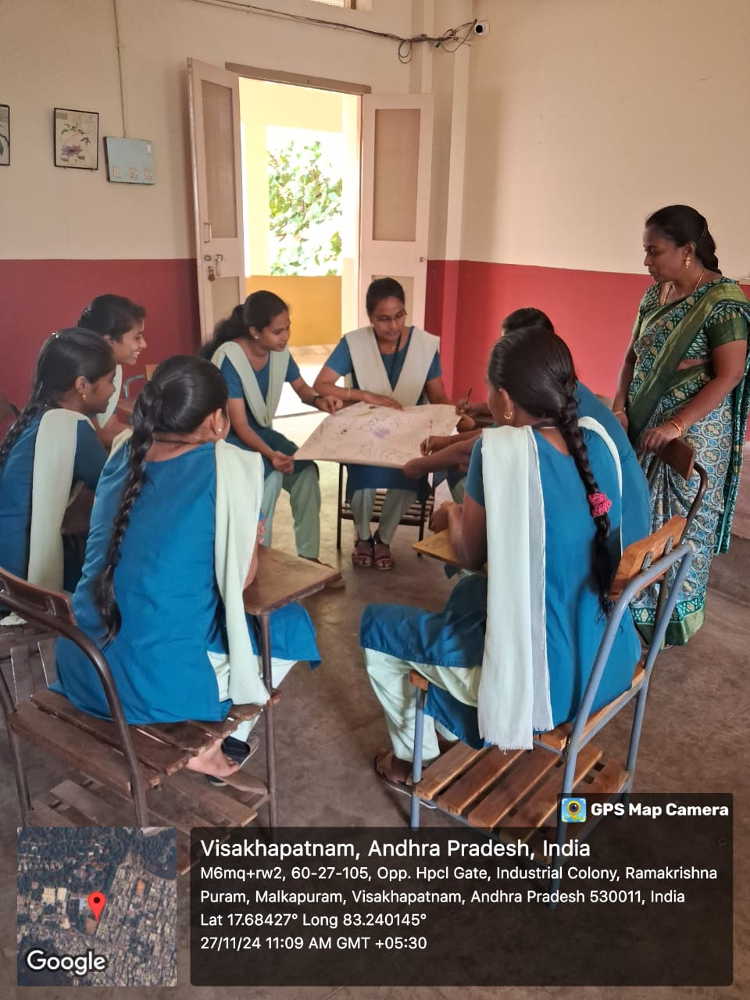 GPS Map Camera
Visakhapatnam, Andhra Pradesh, India
M6mq+rw2, 60-27-105, Opp. Hpcl Gate, Industrial Colony, Ramakrishna
Puram, Malkapuram, Visakhapatnam, Andhra Pradesh 530011, India
Lat 17.68427° Long 83.240145°
27/11/24 11:09 AM GMT +05:30
Google